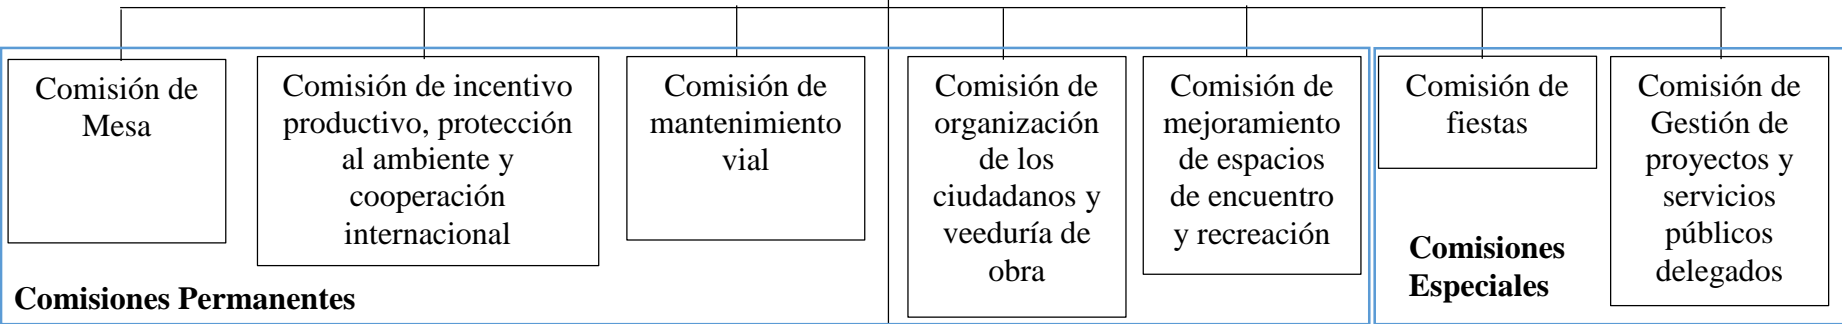 Comisión de
Mesa
Comisión de incentivo
productivo, protección
al ambiente y
cooperación
internacional
Comisión de
mantenimiento
vial
Comisión de
organización
de los
ciudadanos y
veeduría de
obra
Comisión de
mejoramiento
de espacios
de encuentro
y recreación
Comisiones Permanentes
Comisión de
fiestas
Comisión de
Gestión de
proyectos y
servicios
públicos
delegados
Comisiones
Especiales